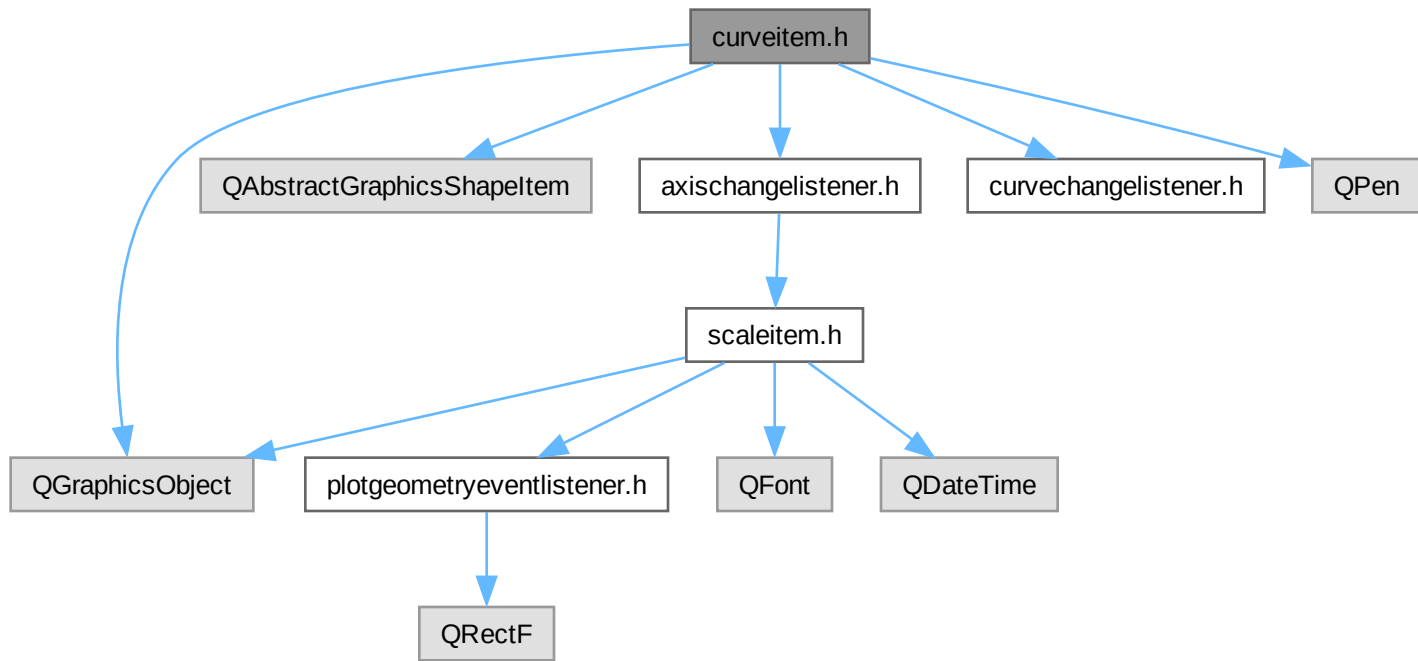 curveitem.h
QAbstractGraphicsShapeItem
axischangelistener.h
curvechangelistener.h
QPen
scaleitem.h
QGraphicsObject
plotgeometryeventlistener.h
QFont
QDateTime
QRectF